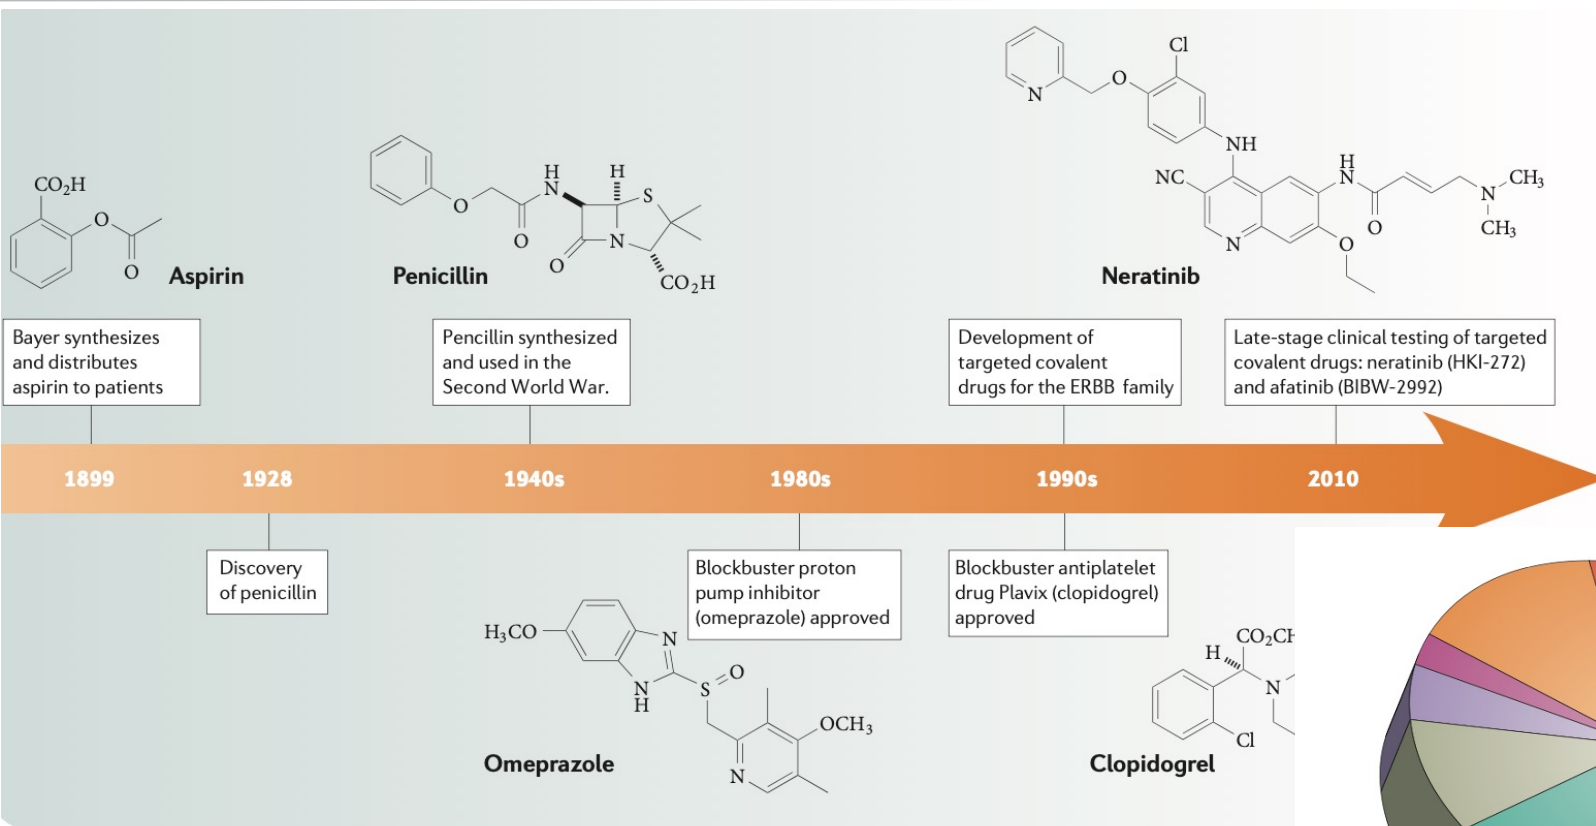 Cl
N
O
NH
NC
H
N
O
N
CH₃
CH₃
N
O
CO₂H
O
O
Aspirin
O
O
H
N
H
S
O
N
CO₂H
Penicillin
Neratinib
Bayer synthesizes
and distributes
aspirin to patients
Pencillin synthesized
and used in the
Second World War.
Development of
targeted covalent
drugs for the ERBB family
Late-stage clinical testing of targeted
covalent drugs: neratinib (HKI-272)
and afatinib (BIBW-2992)
1899
1928
1940s
1980s
1990s
2010
Discovery
of penicillin
Blockbuster proton
pump inhibitor
(omeprazole) approved
Blockbuster antiplatelet
drug Plavix (clopidogrel)
approved
H₃CO
N
N
H
S
O
OCH₃
N
Omeprazole
CO₂CH
H
N
Cl
Clopidogrel